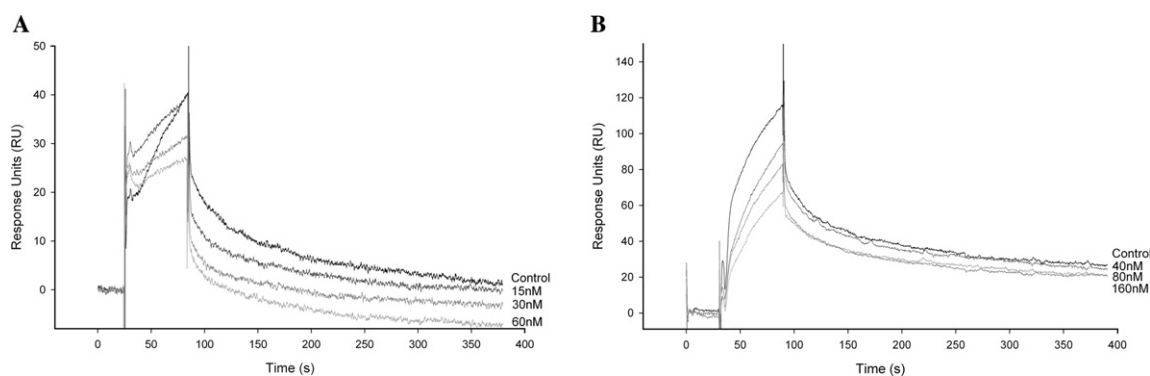 A
50
40
30
20
10
0
Response Units (RU)
0 50 100 150 200 250 300 350 400
Time (s)
Control
15nM
30nM
60nM
B
140
120
100
80
60
40
20
0
Response Units (RU)
0 50 100 150 200 250 300 350 400
Time (s)
Control
40nM
80nM
160nM